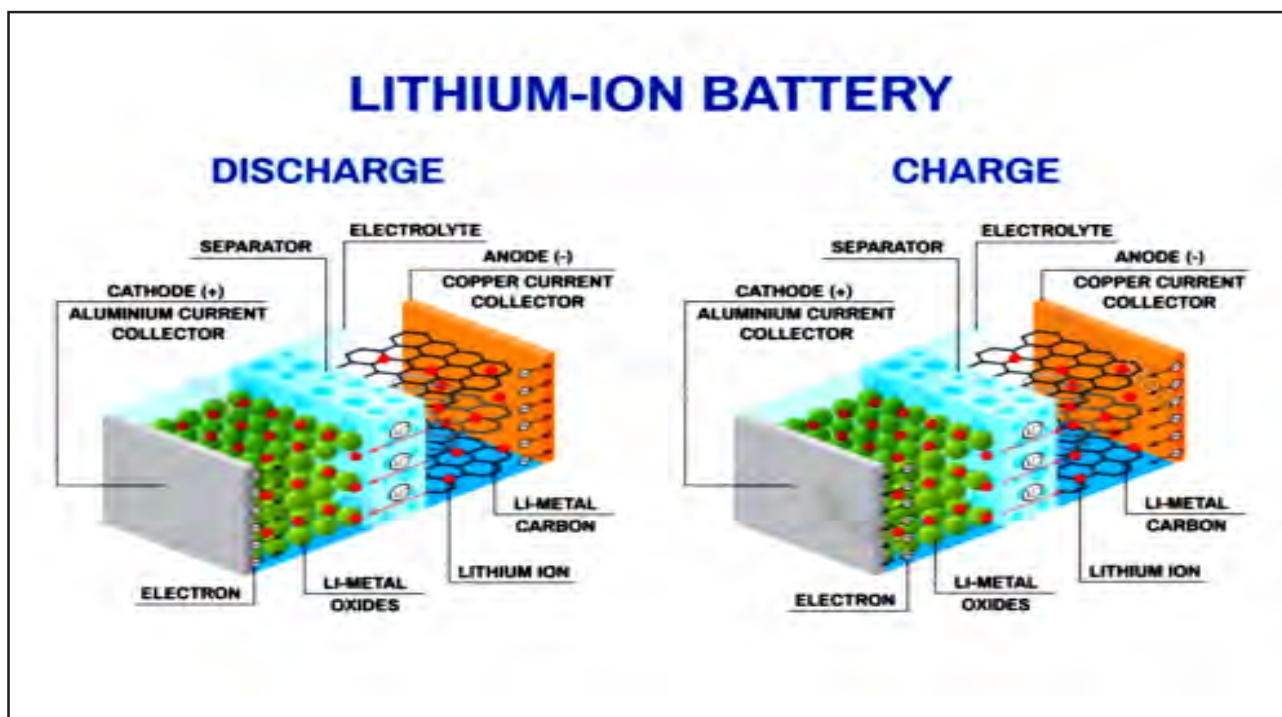 LITHIUM-ION BATTERY
DISCHARGE
ELECTROLYTE
SEPARATOR
ANODE (-)
COPPER CURRENT
COLLECTOR
CATHODE (+)
ALUMINIUM CURRENT
COLLECTOR
LI-METAL
CARBON
LITHIUM ION
LI-METAL
OXIDES
ELECTRON
CHARGE
ELECTROLYTE
SEPARATOR
ANODE (-)
COPPER CURRENT
COLLECTOR
CATHODE (+)
ALUMINIUM CURRENT
COLLECTOR
LI-METAL
CARBON
LITHIUM ION
LI-METAL
OXIDES
ELECTRON